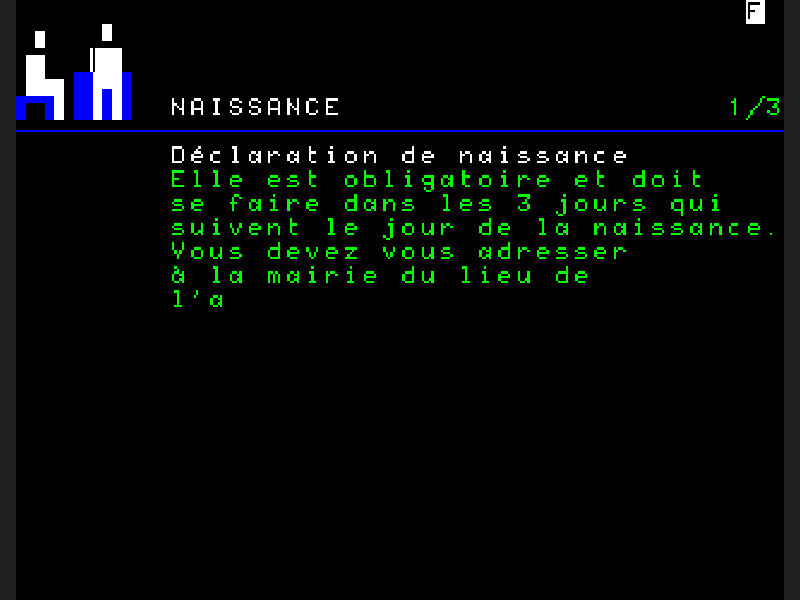 F
NAISSANCE 1/3
Déclaration de naissance
Elle est obligatoire et doit
se faire dans les 3 jours qui
suivent le jour de la naissance.
Vous devez vous adresser
à la mairie du lieu de
l'a